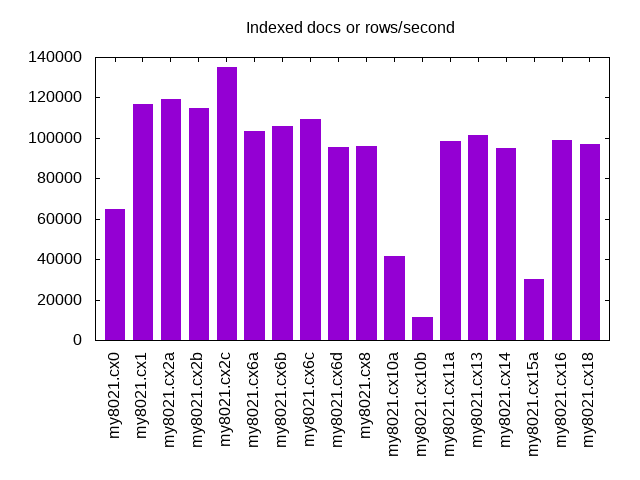 Indexed docs or rows/second
140000
120000
100000
80000
60000
40000
20000
0
my8021.cx0
my8021.cx1
my8021.cx2a
my8021.cx2b
my8021.cx2c
my8021.cx6a
my8021.cx6b
my8021.cx6c
my8021.cx6d
my8021.cx8
my8021.cx10a
my8021.cx10b
my8021.cx11a
my8021.cx13
my8021.cx14
my8021.cx15a
my8021.cx16
my8021.cx18